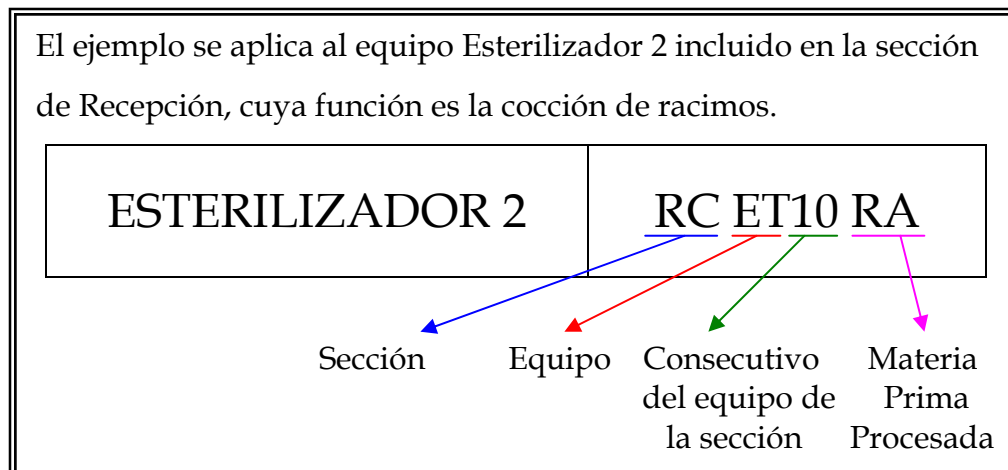 El ejemplo se aplica al equipo Esterilizador 2 incluido en la sección
de Recepción, cuya función es la cocción de racimos.
ESTERILIZADOR 2 RC ET10 RA
Sección Equipo Consecutivo Materia
del equipo de Prima
la sección Procesada